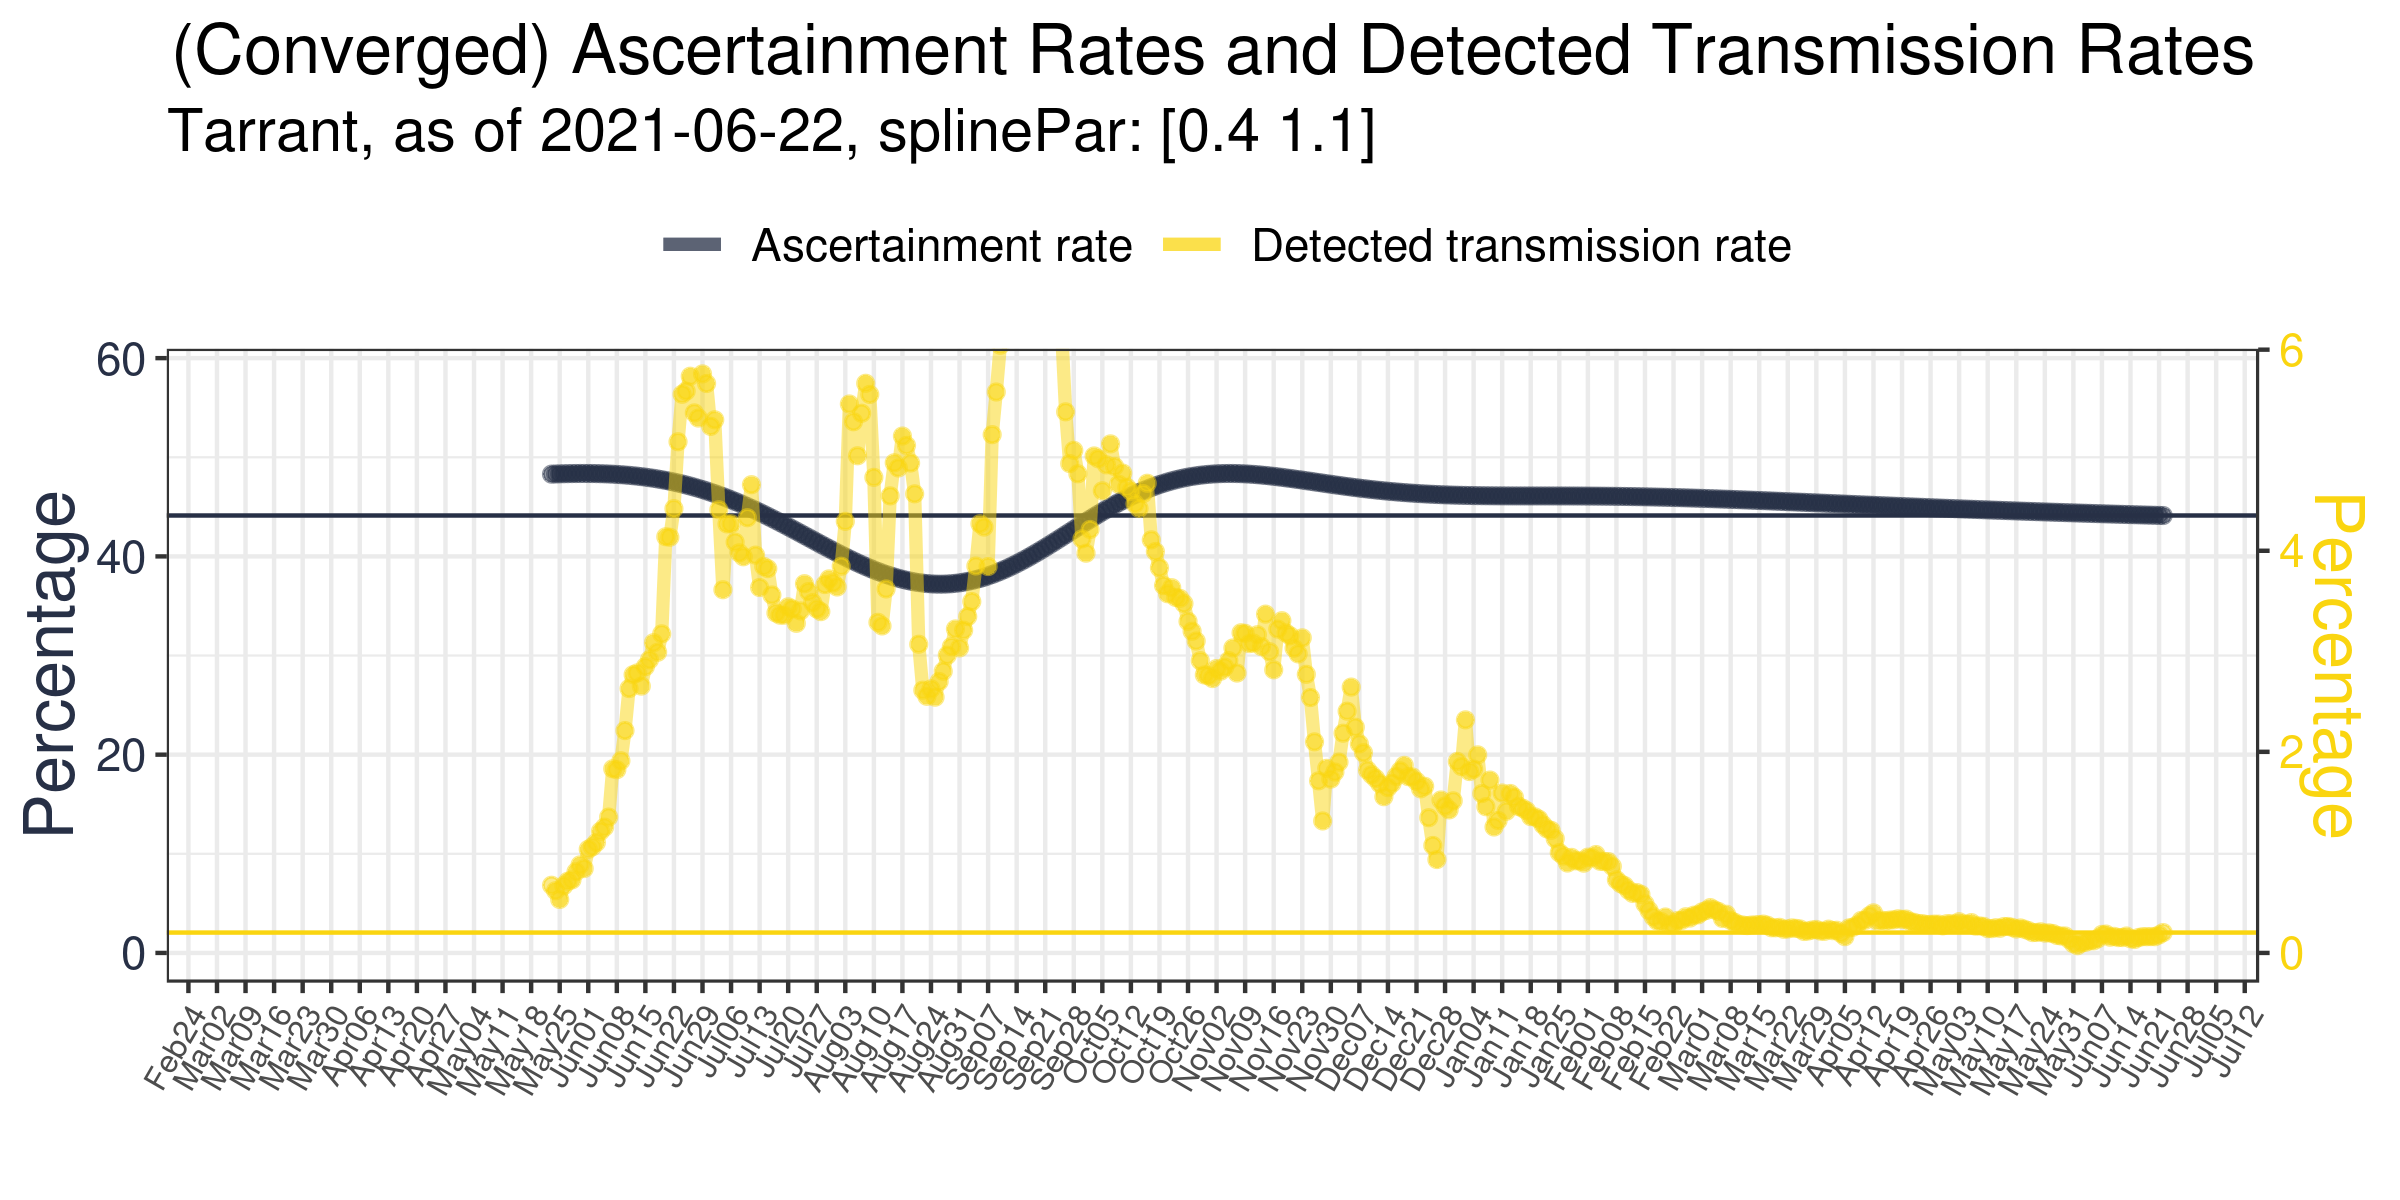 (Converged) Ascertainment Rates and Detected Transmission Rates
Tarrant, as of 2021-06-22, splinePar: [0.4 1.1]
Ascertainment rate
Detected transmission rate
60
40
20
0
Percentage
6
4
2
0
Percentage
Feb24
Mar02
Mar09
Mar16
Mar23
Mar30
Apr06
Apr13
Apr20
Apr27
May04
May11
May18
May25
Jun01
Jun08
Jun15
Jun22
Jun29
Jul06
Jul13
Jul20
Jul27
Aug03
Aug10
Aug17
Aug24
Aug31
Sep07
Sep14
Sep21
Sep28
Oct05
Oct12
Oct19
Oct26
Nov02
Nov09
Nov16
Nov23
Nov30
Dec07
Dec14
Dec21
Dec28
Jan04
Jan11
Jan18
Jan25
Feb01
Feb08
Feb15
Feb22
Mar01
Mar08
Mar15
Mar22
Mar29
Apr05
Apr12
Apr19
Apr26
May03
May10
May17
May24
May31
Jun07
Jun14
Jun21
Jun28
Jul05
Jul12